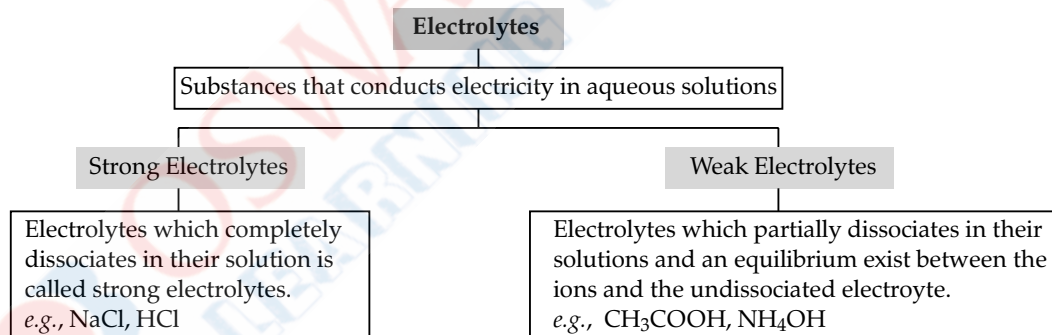 Electrolytes
Substances that conducts electricity in aqueous solutions
Strong Electrolytes
Weak Electrolytes
Electrolytes which completely
dissociates in their solution is
called strong electrolytes.
e.g., NaCl, HCl
Electrolytes which partially dissociates in their
solutions and an equilibrium exist between the
ions and the undissociated electroyte.
e.g., CH₃COOH, NH₄OH